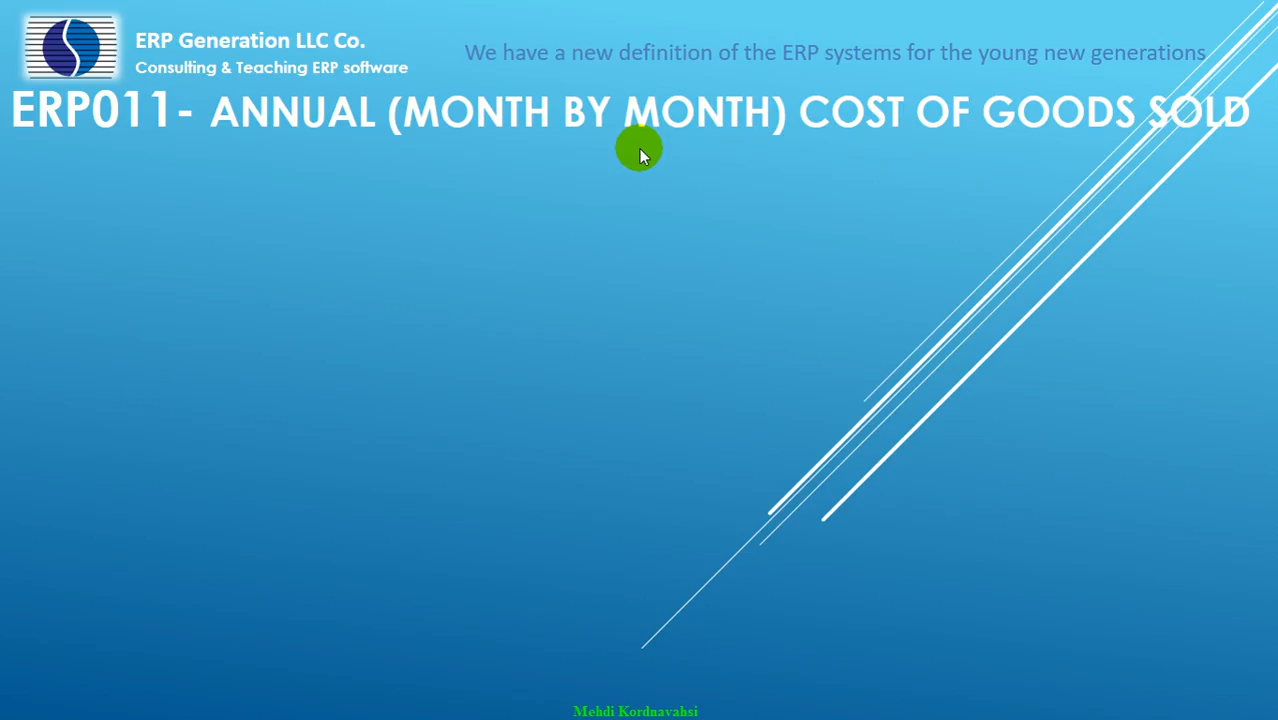 ERP Generation LLC Co.
Consulting & Teaching ERP software
We have a new definition of the ERP systems for the young new generations
ERP011- ANNUAL (MONTH BY MONTH) COST OF GOODS SOLD
Mehdi Kordnavahsi